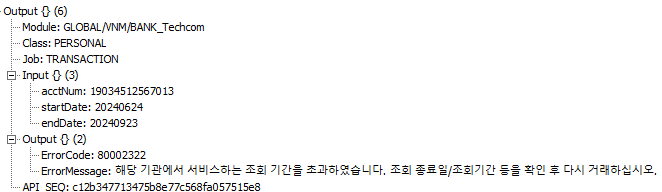 Output {} (6)
Module: GLOBAL/VNM/BANK_Techcom
Class: PERSONAL
Job: TRANSACTION
Input {} (3)
acctNum: 19034512567013
startDate: 20240624
endDate: 20240923
Output {} (2)
ErrorCode: 80002322
ErrorMessage: 해당 기관에서 서비스하는 조회 기간을 초과하였습니다. 조회 종료일/조회기간 등을 확인 후 다시 거래하십시오.
API_SEQ: c12b347713475b8e77c568fa057515e8